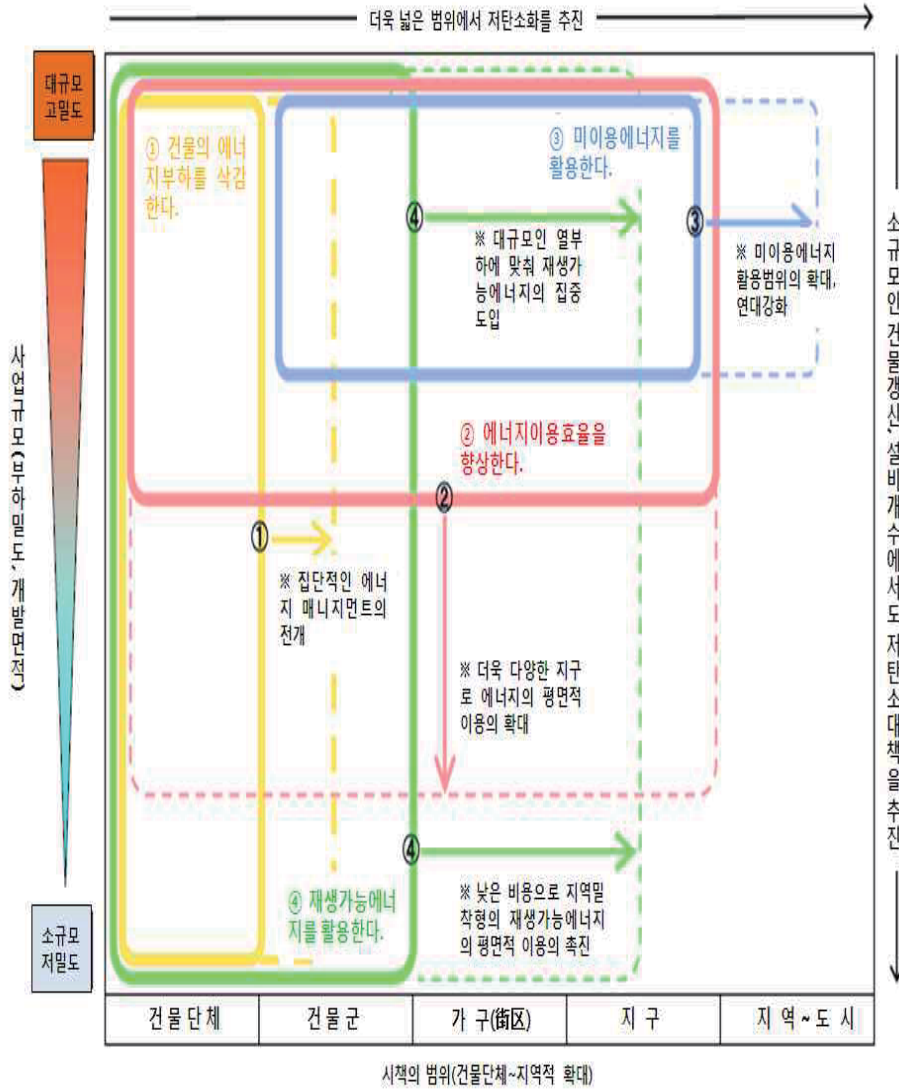 더욱 넓은 범위에서 저탄소화를 추진
대규모
고밀도
① 건물의 에너
지부하를 삭감
한다.
③ 미이용에너지를
활용한다.
④
③
※ 대규모인 열부
하에 맞춰 재생가
능에너지의 집중
도입
※ 미이용에너지
활용범위의 확대,
연대강화
사업규모(부하밀도, 개발면적)
소규모인 건물갱신, 설비개수에서도 저탄소대책을 추진
② 에너지이용효율을
향상한다.
②
①
※ 집단적인 에너
지 매니지먼트의
전개
※ 더욱 다양한 지구
로 에너지의 평면적
이용의 확대
④
④ 재생가능에너
지를 활용한다.
※ 낮은 비용으로 지역밀
착형의 재생가능에너지
의 평면적 이용의 촉진
소규모
저밀도
건물단체
건물군
가구(街区)
지구
지역~도시
시책의 범위(건물단체~지역적 확대)